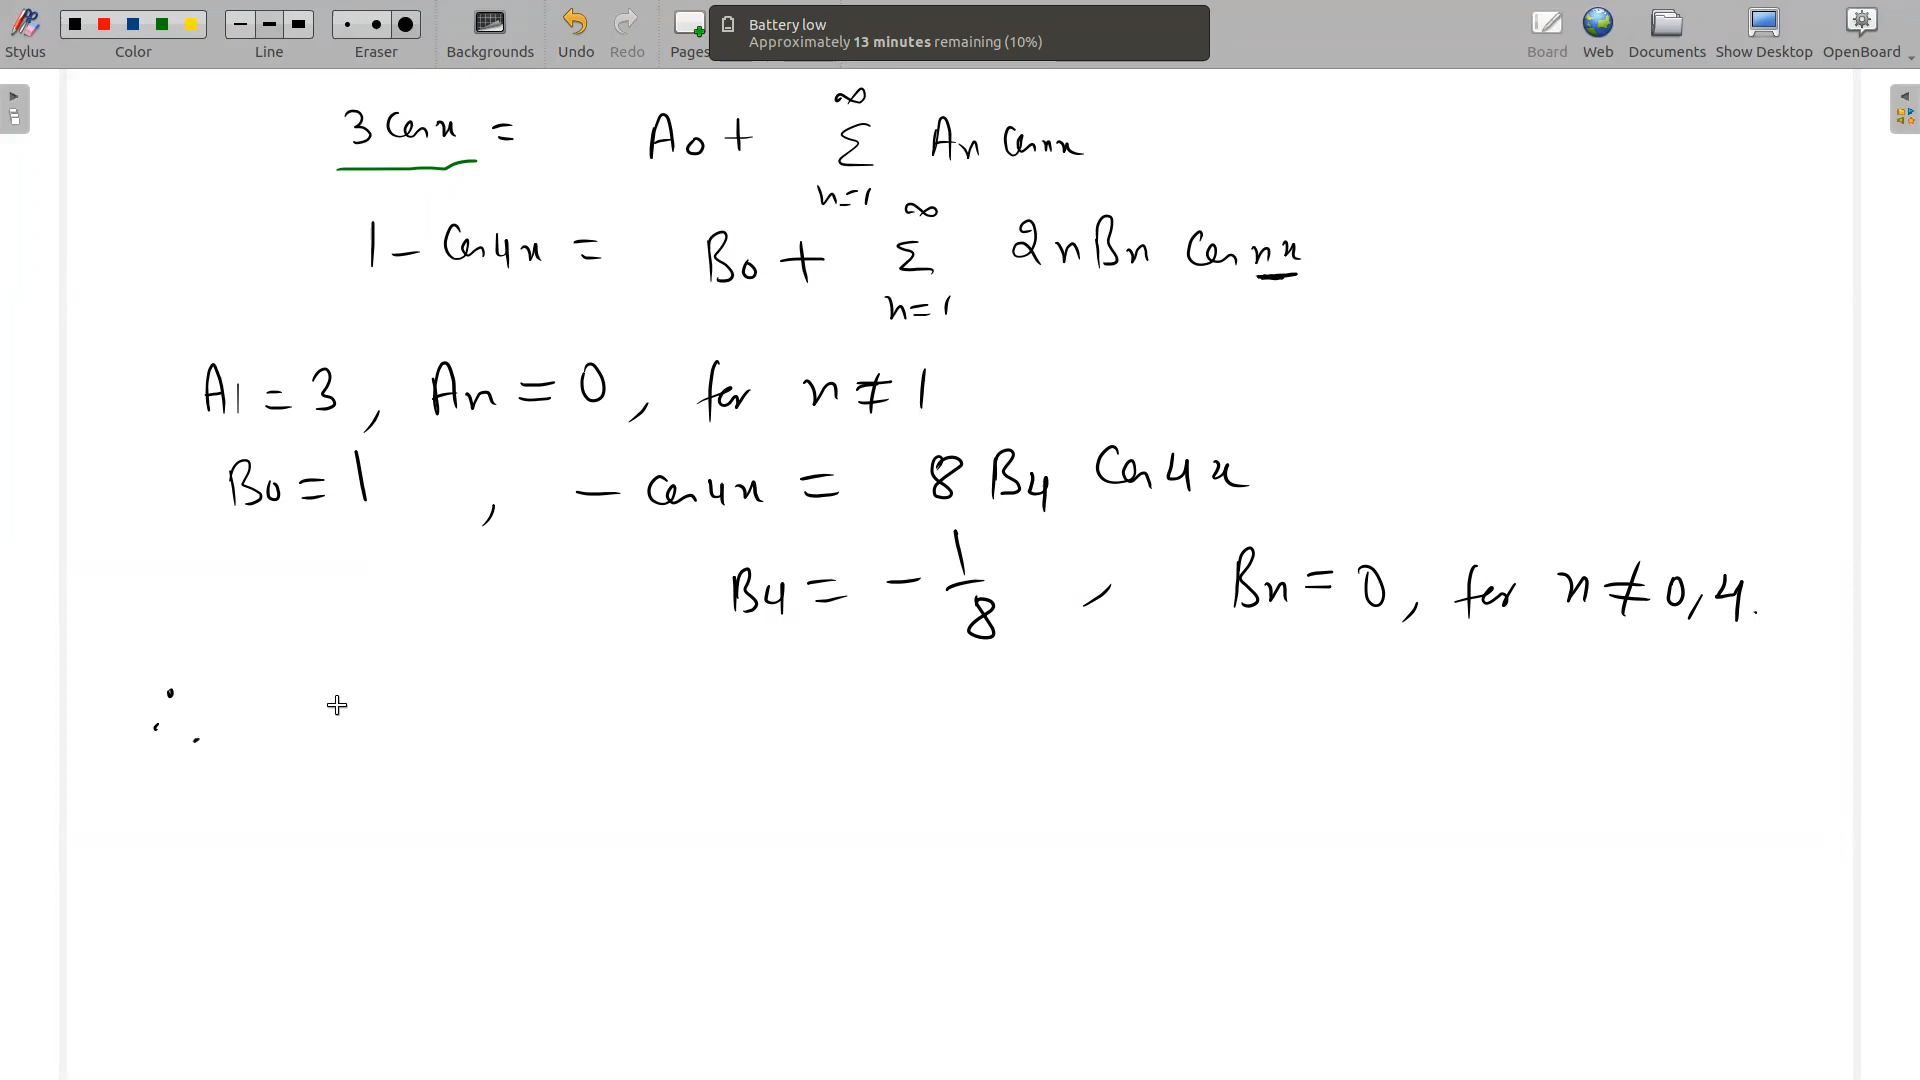 Stylus Color Line Eraser Backgrounds Undo Redo Pages Board Web Documents Show Desktop OpenBoard
Battery low
Approximately 13 minutes remaining (10%)
3 Cos x = A0 + ∞ Σ n=1 An Cos nx
1 - Cos 4x = B0 + ∞ Σ n=1 2n Bn Cos nx
A1 = 3 , An = 0 , for n ≠ 1
B0 = 1 , - Cos 4x = 8 B4 Cos 4x
B4 = - 1/8 , Bn = 0 , for n ≠ 0, 4.
∴